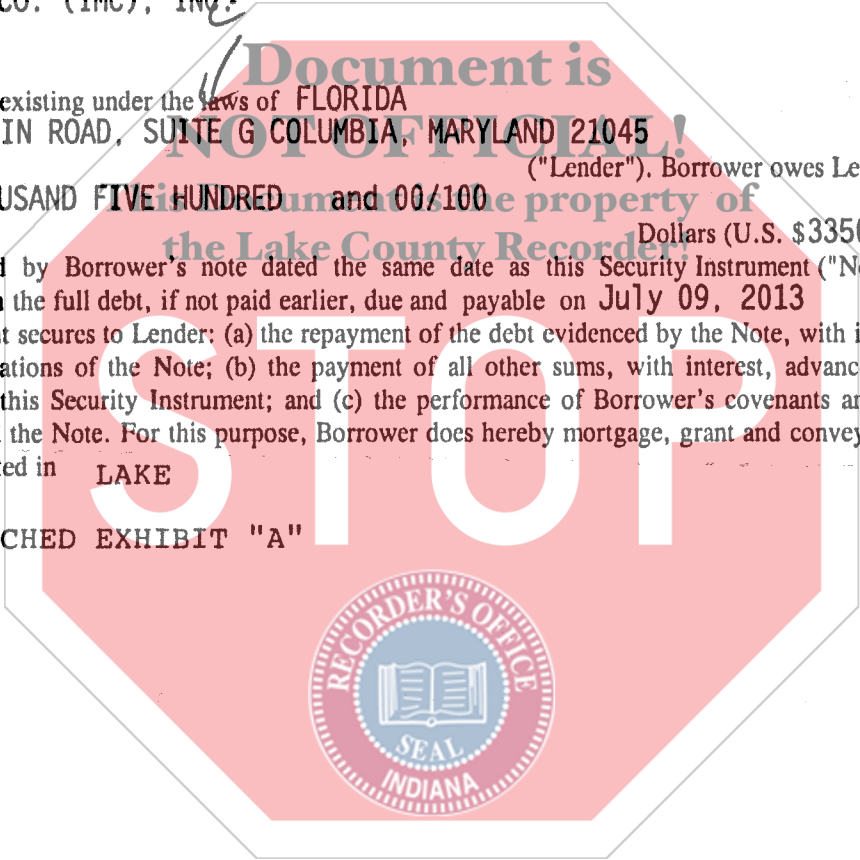 CO. (IMC), INC.
Document is
existing under the laws of FLORIDA
IN ROAD, SUITE G COLUMBIA, MARYLAND 21045
NOT OFFICIAL!
("Lender"). Borrower owes Le
USAND FIVE HUNDRED and 00/100
This Document is the property of
Dollars (U.S. $3350
the Lake County Recorder!
d by Borrower's note dated the same date as this Security Instrument ("No
the full debt, if not paid earlier, due and payable on July 09, 2013
t secures to Lender: (a) the repayment of the debt evidenced by the Note, with i
ations of the Note; (b) the payment of all other sums, with interest, advanc
this Security Instrument; and (c) the performance of Borrower's covenants an
the Note. For this purpose, Borrower does hereby mortgage, grant and convey
ed in LAKE
STOP
CHED EXHIBIT "A"
RECORDER'S OFFICE
SEAL
INDIANA